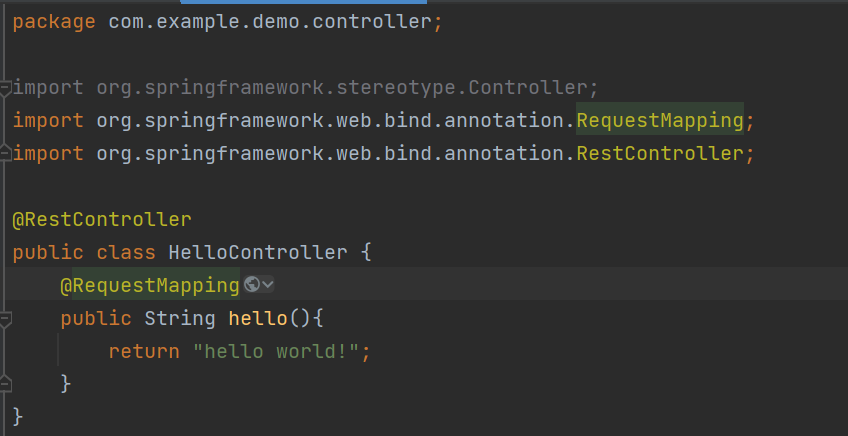 package com.example.demo.controller;
import org.springframework.stereotype.Controller;
import org.springframework.web.bind.annotation.RequestMapping;
import org.springframework.web.bind.annotation.RestController;
@RestController
public class HelloController {
@RequestMapping
public String hello(){
return "hello world!";
}
}